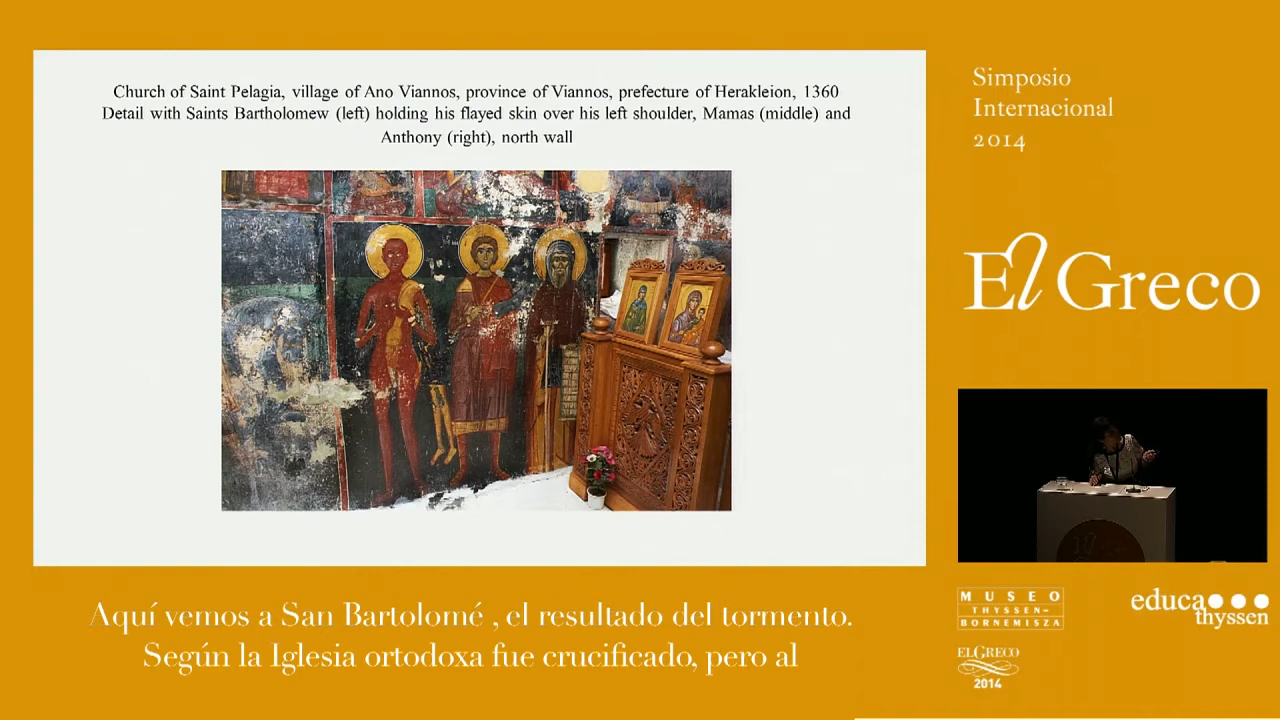 Church of Saint Pelagia, village of Ano Viannos, province of Viannos, prefecture of Herakleion, 1360
Detail with Saints Bartholomew (left) holding his flayed skin over his left shoulder, Mamas (middle) and
Anthony (right), north wall
Simposio
Internacional
2014
El Greco
MUSEO
THYSSEN-
BORNEMISZA
educa
thyssen
EL GRECO
2014
Aquí vemos a San Bartolomé , el resultado del tormento.
Según la Iglesia ortodoxa fue crucificado, pero al